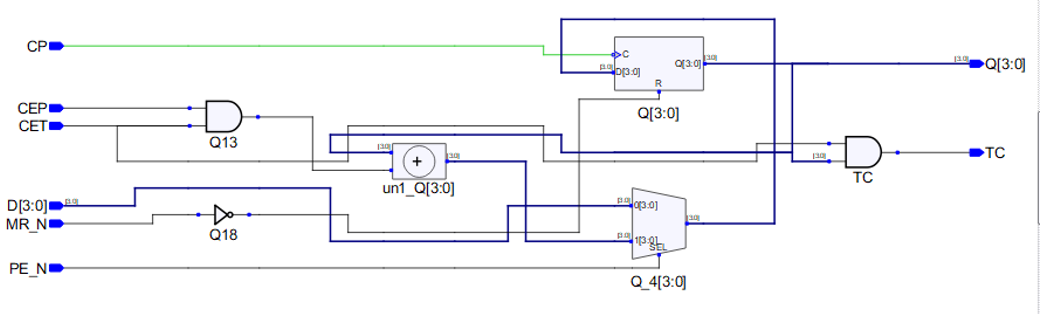 CP
C
[3:0]
D[3:0]
Q[3:0]
[3:0]
R
Q[3:0]
[3:0]
Q[3:0]
CEP
CET
Q13
[3:0]
+
[3:0]
un1_Q[3:0]
[3:0]
TC
TC
D[3:0]
[3:0]
MR_N
Q18
[3:0]
0[3:0]
[3:0]
[3:0]
1[3:0]
SEL
PE_N
Q_4[3:0]